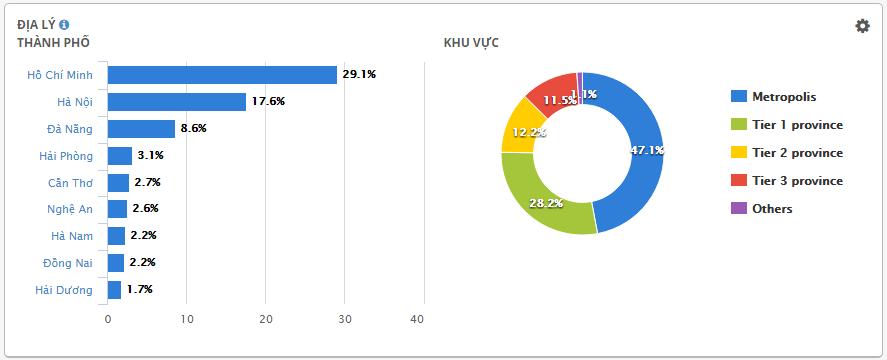 ĐỊA LÝ
THÀNH PHỐ
Hồ Chí Minh 29.1%
Hà Nội 17.6%
Đà Nẵng 8.6%
Hải Phòng 3.1%
Cần Thơ 2.7%
Nghệ An 2.6%
Hà Nam 2.2%
Đồng Nai 2.2%
Hải Dương 1.7%
0 10 20 30 40
KHU VỰC
1.1%
11.5%
12.2%
47.1%
28.2%
Metropolis
Tier 1 province
Tier 2 province
Tier 3 province
Others